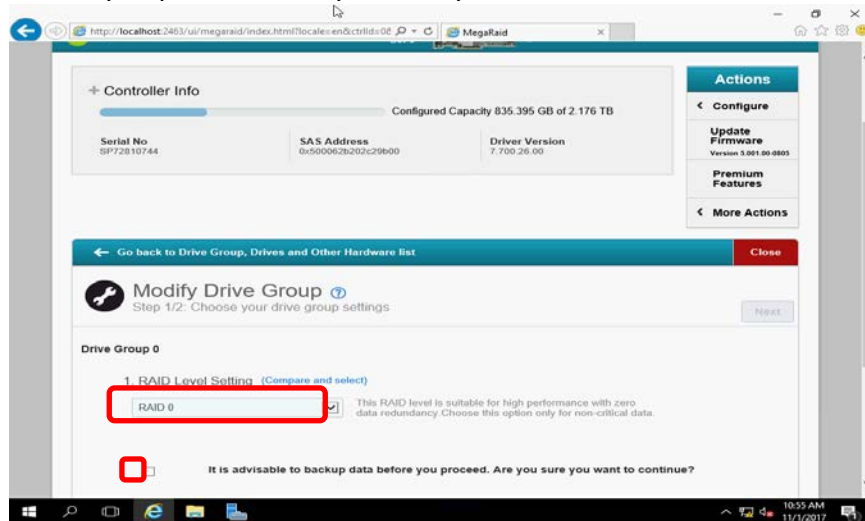 http://localhost:2463/ui/megaraid/index.html?locale=en&ctrlId=0
MegaRaid
+ Controller Info
Configured Capacity 835.395 GB of 2.176 TB
Serial No
SP72810744
SAS Address
0x500062b202c29b00
Driver Version
7.700.26.00
Actions
Configure
Update
Firmware
Version 5.001.00-0805
Premium
Features
More Actions
Go back to Drive Group, Drives and Other Hardware list
Close
Modify Drive Group
Step 1/2: Choose your drive group settings
Next
Drive Group 0
1. RAID Level Setting (Compare and select)
RAID 0
This RAID level is suitable for high performance with zero
data redundancy.Choose this option only for non-critical data.
It is advisable to backup data before you proceed. Are you sure you want to continue?
10:55 AM
11/1/2017